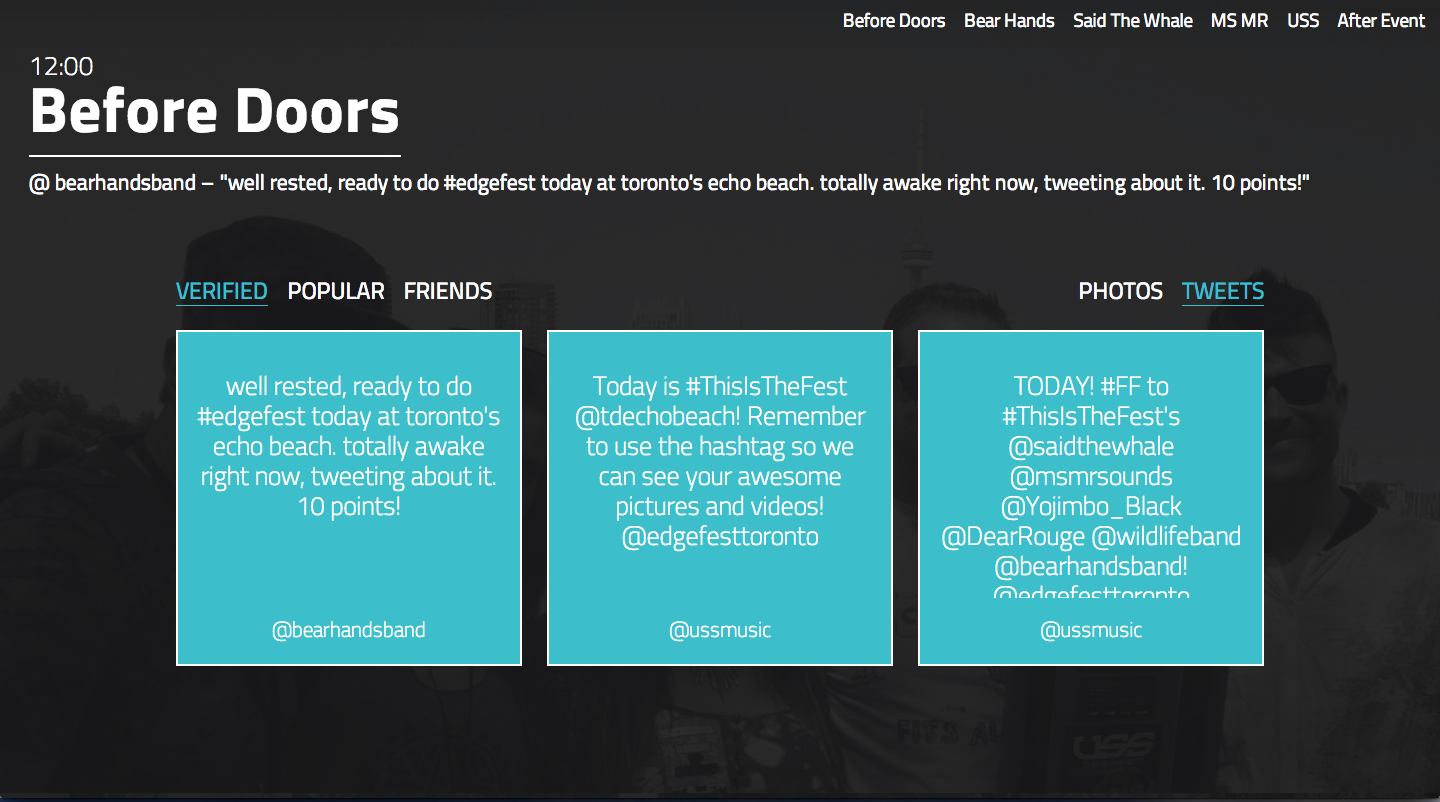 Before Doors Bear Hands Said The Whale MS MR USS After Event
12:00
Before Doors
@ bearhandsband – "well rested, ready to do #edgefest today at toronto's echo beach. totally awake right now, tweeting about it. 10 points!"
VERIFIED POPULAR FRIENDS PHOTOS TWEETS
well rested, ready to do
#edgefest today at toronto's
echo beach. totally awake
right now, tweeting about it.
10 points!
@bearhandsband
Today is #ThisIsTheFest
@tdechobeach! Remember
to use the hashtag so we
can see your awesome
pictures and videos!
@edgefesttoronto
@ussmusic
TODAY! #FF to
#ThisIsTheFest's
@saidthewhale
@msmrsounds
@Yojimbo_Black
@DearRouge @wildlifeband
@bearhandsband!
@edgefesttoronto
@ussmusic
USS